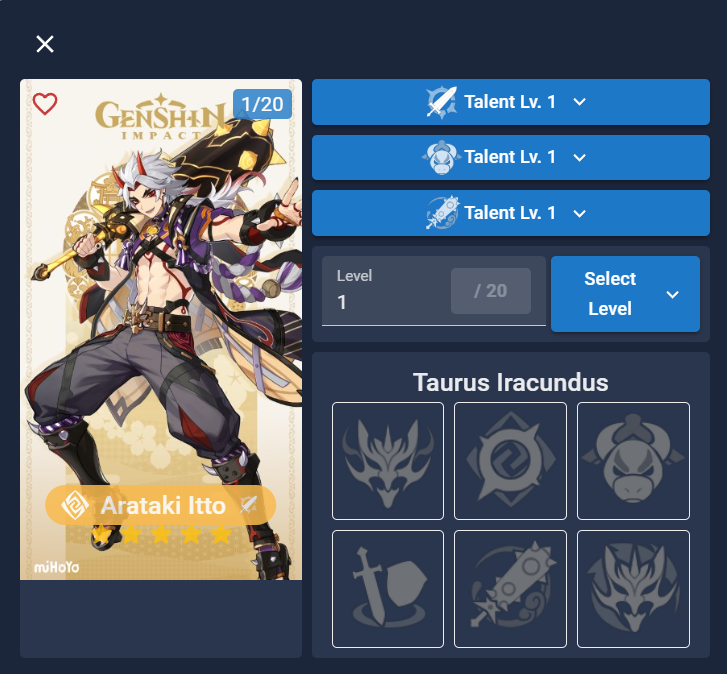 GENSHIN
IMPACT
1/20
Arataki Itto
miHoYo
Talent Lv. 1
Talent Lv. 1
Talent Lv. 1
Level
1
/ 20
Select
Level
Taurus Iracundus